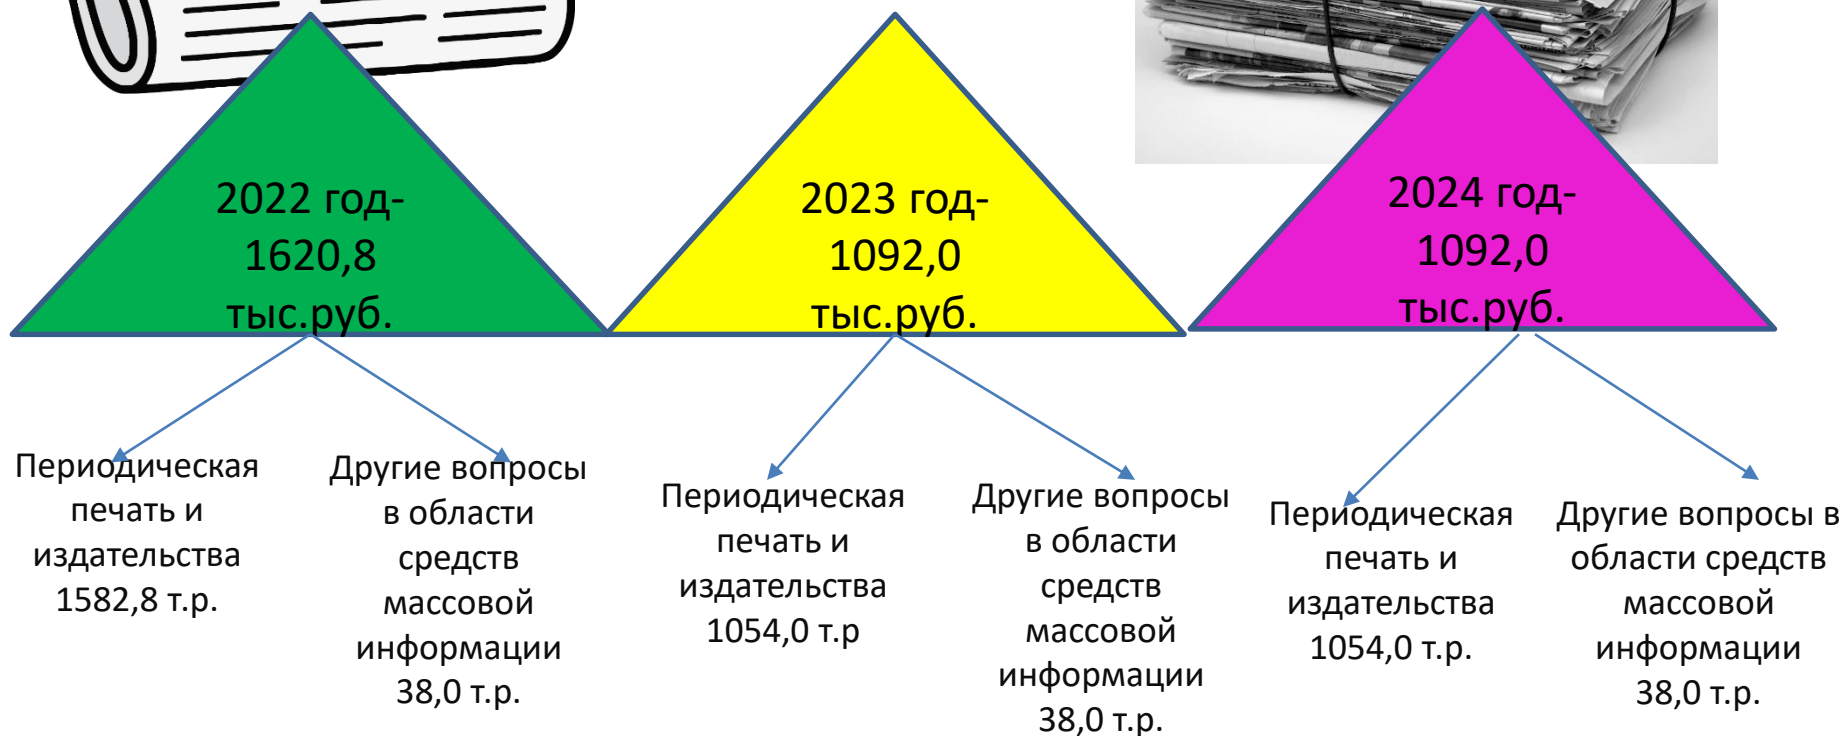 2022 год-
1620,8
тыс.руб.
2023 год-
1092,0
тыс.руб.
2024 год-
1092,0
тыс.руб.
Периодическая
печать и
издательства
1582,8 т.р.
Другие вопросы
в области
средств
массовой
информации
38,0 т.р.
Периодическая
печать и
издательства
1054,0 т.р
Другие вопросы
в области
средств
массовой
информации
38,0 т.р.
Периодическая
печать и
издательства
1054,0 т.р.
Другие вопросы в
области средств
массовой
информации
38,0 т.р.